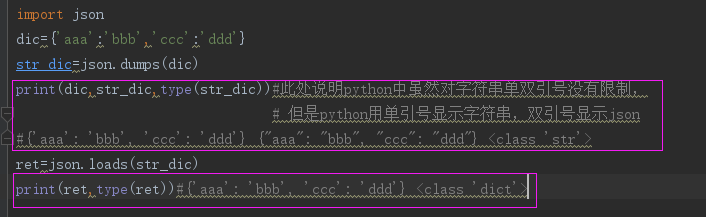 import json
dic={'aaa':'bbb','ccc':'ddd'}
str_dic=json.dumps(dic)
print(dic,str_dic,type(str_dic))#此处说明python中虽然对字符串单双引号没有限制，
# 但是python用单引号显示字符串，双引号显示json
#{'aaa': 'bbb', 'ccc': 'ddd'} {"aaa": "bbb", "ccc": "ddd"} <class 'str'>
ret=json.loads(str_dic)
print(ret,type(ret))#{'aaa': 'bbb', 'ccc': 'ddd'} <class 'dict'>